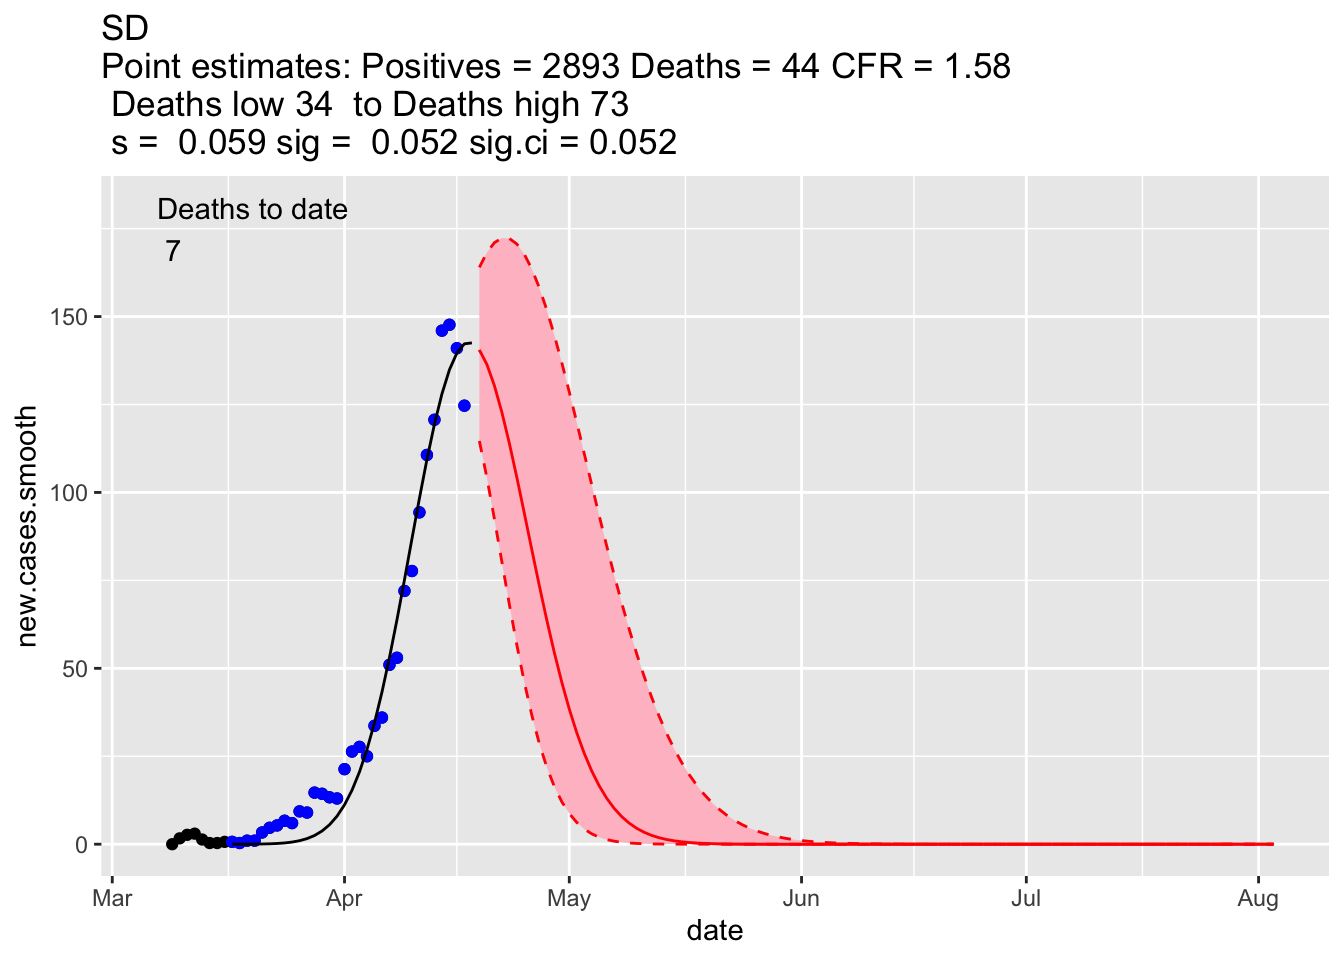 SD
Point estimates: Positives = 2893 Deaths = 44 CFR = 1.58
Deaths low 34  to Deaths high 73
s =  0.059 sig =  0.052 sig.ci = 0.052
Deaths to date
7
150
100
50
0
new.cases.smooth
Mar Apr May Jun Jul Aug
date